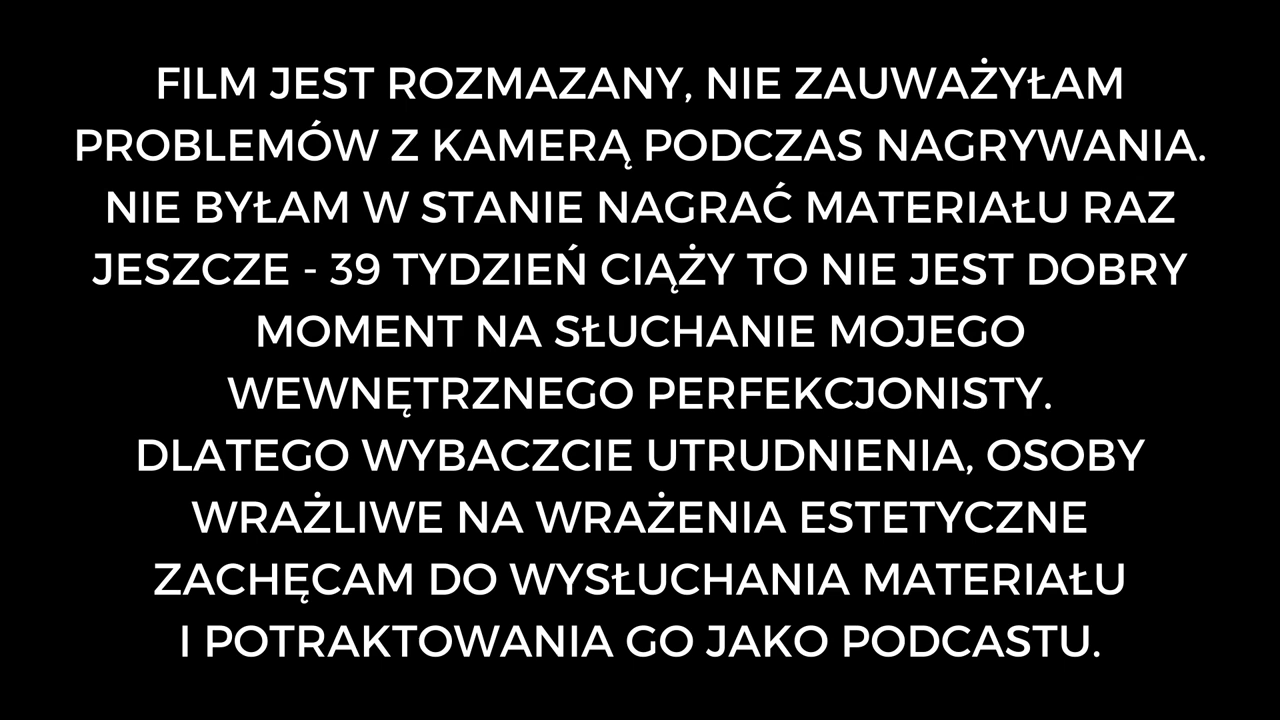 FILM JEST ROZMAZANY, NIE ZAUWAŻYŁAM
PROBLEMÓW Z KAMERĄ PODCZAS NAGRYWANIA.
NIE BYŁAM W STANIE NAGRAĆ MATERIAŁU RAZ
JESZCZE - 39 TYDZIEŃ CIĄŻY TO NIE JEST DOBRY
MOMENT NA SŁUCHANIE MOJEGO
WEWNĘTRZNEGO PERFEKCJONISTY.
DLATEGO WYBACZCIE UTRUDNIENIA, OSOBY
WRAŻLIWE NA WRAŻENIA ESTETYCZNE
ZACHĘCAM DO WYSŁUCHANIA MATERIAŁU
I POTRAKTOWANIA GO JAKO PODCASTU.